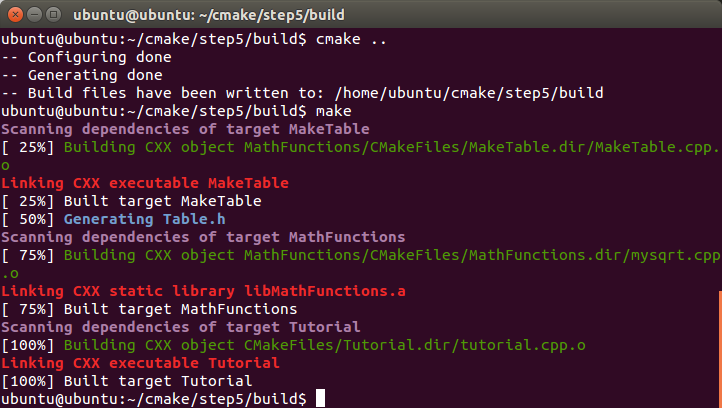 ubuntu@ubuntu: ~/cmake/step5/build
ubuntu@ubuntu:~/cmake/step5/build$ cmake ..
-- Configuring done
-- Generating done
-- Build files have been written to: /home/ubuntu/cmake/step5/build
ubuntu@ubuntu:~/cmake/step5/build$ make
Scanning dependencies of target MakeTable
[ 25%] Building CXX object MathFunctions/CMakeFiles/MakeTable.dir/MakeTable.cpp.
o
Linking CXX executable MakeTable
[ 25%] Built target MakeTable
[ 50%] Generating Table.h
Scanning dependencies of target MathFunctions
[ 75%] Building CXX object MathFunctions/CMakeFiles/MathFunctions.dir/mysqrt.cpp
.o
Linking CXX static library libMathFunctions.a
[ 75%] Built target MathFunctions
Scanning dependencies of target Tutorial
[100%] Building CXX object CMakeFiles/Tutorial.dir/tutorial.cpp.o
Linking CXX executable Tutorial
[100%] Built target Tutorial
ubuntu@ubuntu:~/cmake/step5/build$